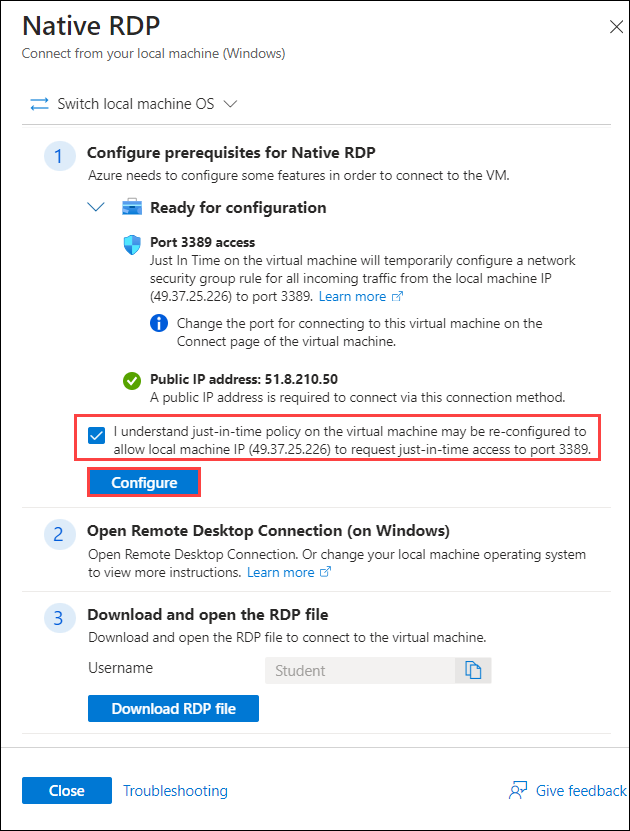 Native RDP
Connect from your local machine (Windows)
Switch local machine OS
1
Configure prerequisites for Native RDP
Azure needs to configure some features in order to connect to the VM.
Ready for configuration
Port 3389 access
Just In Time on the virtual machine will temporarily configure a network
security group rule for all incoming traffic from the local machine IP
(49.37.25.226) to port 3389. Learn more
Change the port for connecting to this virtual machine on the
Connect page of the virtual machine.
Public IP address: 51.8.210.50
A public IP address is required to connect via this connection method.
I understand just-in-time policy on the virtual machine may be re-configured to
allow local machine IP (49.37.25.226) to request just-in-time access to port 3389.
Configure
2
Open Remote Desktop Connection (on Windows)
Open Remote Desktop Connection. Or change your local machine operating system
to view more instructions. Learn more
3
Download and open the RDP file
Download and open the RDP file to connect to the virtual machine.
Username Student
Download RDP file
Close Troubleshooting Give feedback